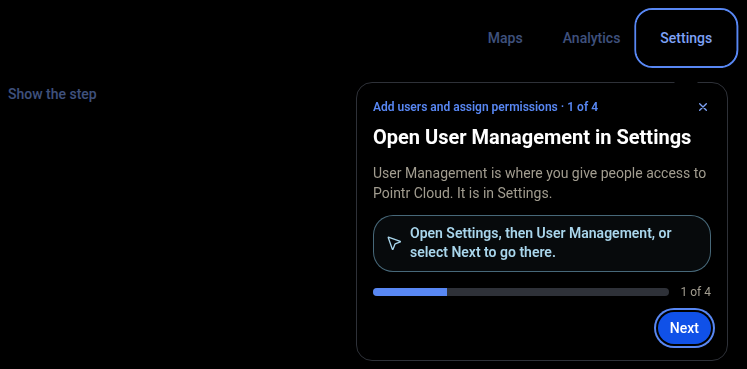 Maps
Analytics
Settings
Show the step
Add users and assign permissions · 1 of 4
Open User Management in Settings
User Management is where you give people access to
Pointr Cloud. It is in Settings.
Open Settings, then User Management, or
select Next to go there.
1 of 4
Next